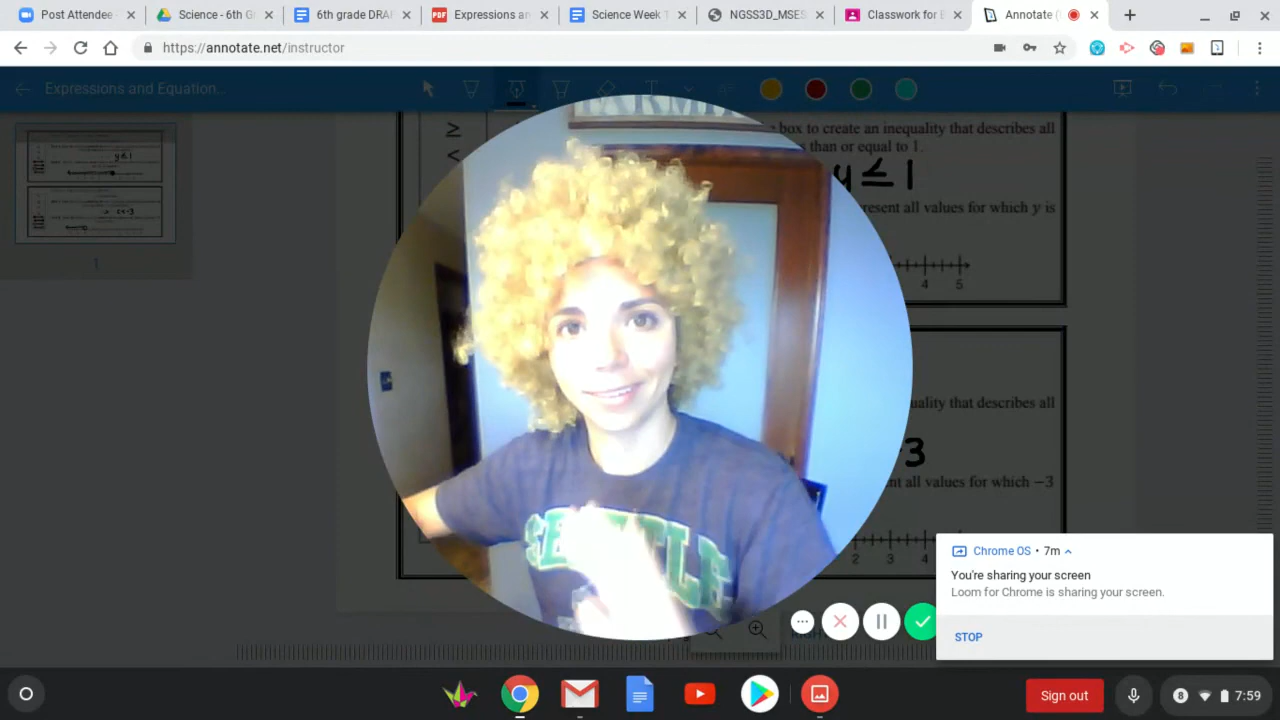 Post Attendee -
Science - 6th Gr
6th grade DRA
Expressions an
Science Week
NGSS3D_MSES
Classwork for
Annotate
https://annotate.net/instructor
Expressions and Equation...
≥
<
box to create an inequality that describes all
s than or equal to 1.
y ≤ 1
resent all values for which y is
4 5
1
uality that describes all
-3
nt all values for which −3
2 3 4
SEATTLE
Chrome OS • 7m
You're sharing your screen
Loom for Chrome is sharing your screen.
STOP
Sign out
8
7:59